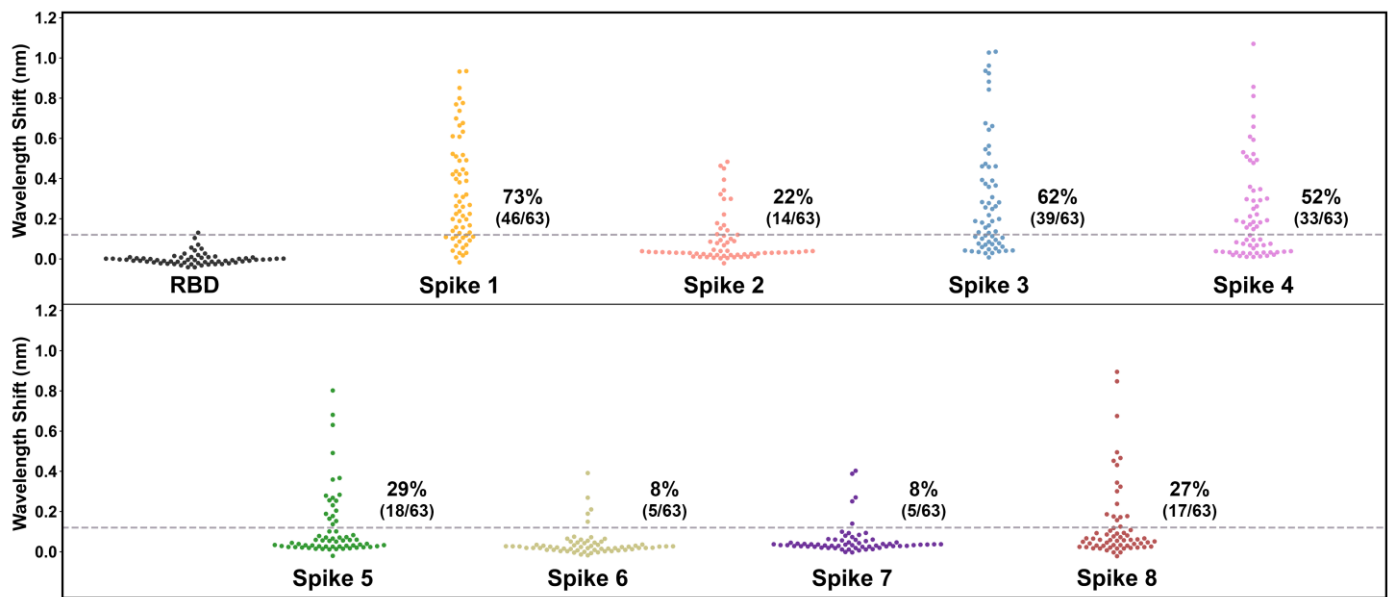 Wavelength Shift (nm)
1.2
1.0
0.8
0.6
0.4
0.2
0.0
73%
(46/63)
22%
(14/63)
62%
(39/63)
52%
(33/63)
RBD
Spike 1
Spike 2
Spike 3
Spike 4
Wavelength Shift (nm)
1.2
1.0
0.8
0.6
0.4
0.2
0.0
29%
(18/63)
8%
(5/63)
8%
(5/63)
27%
(17/63)
Spike 5
Spike 6
Spike 7
Spike 8